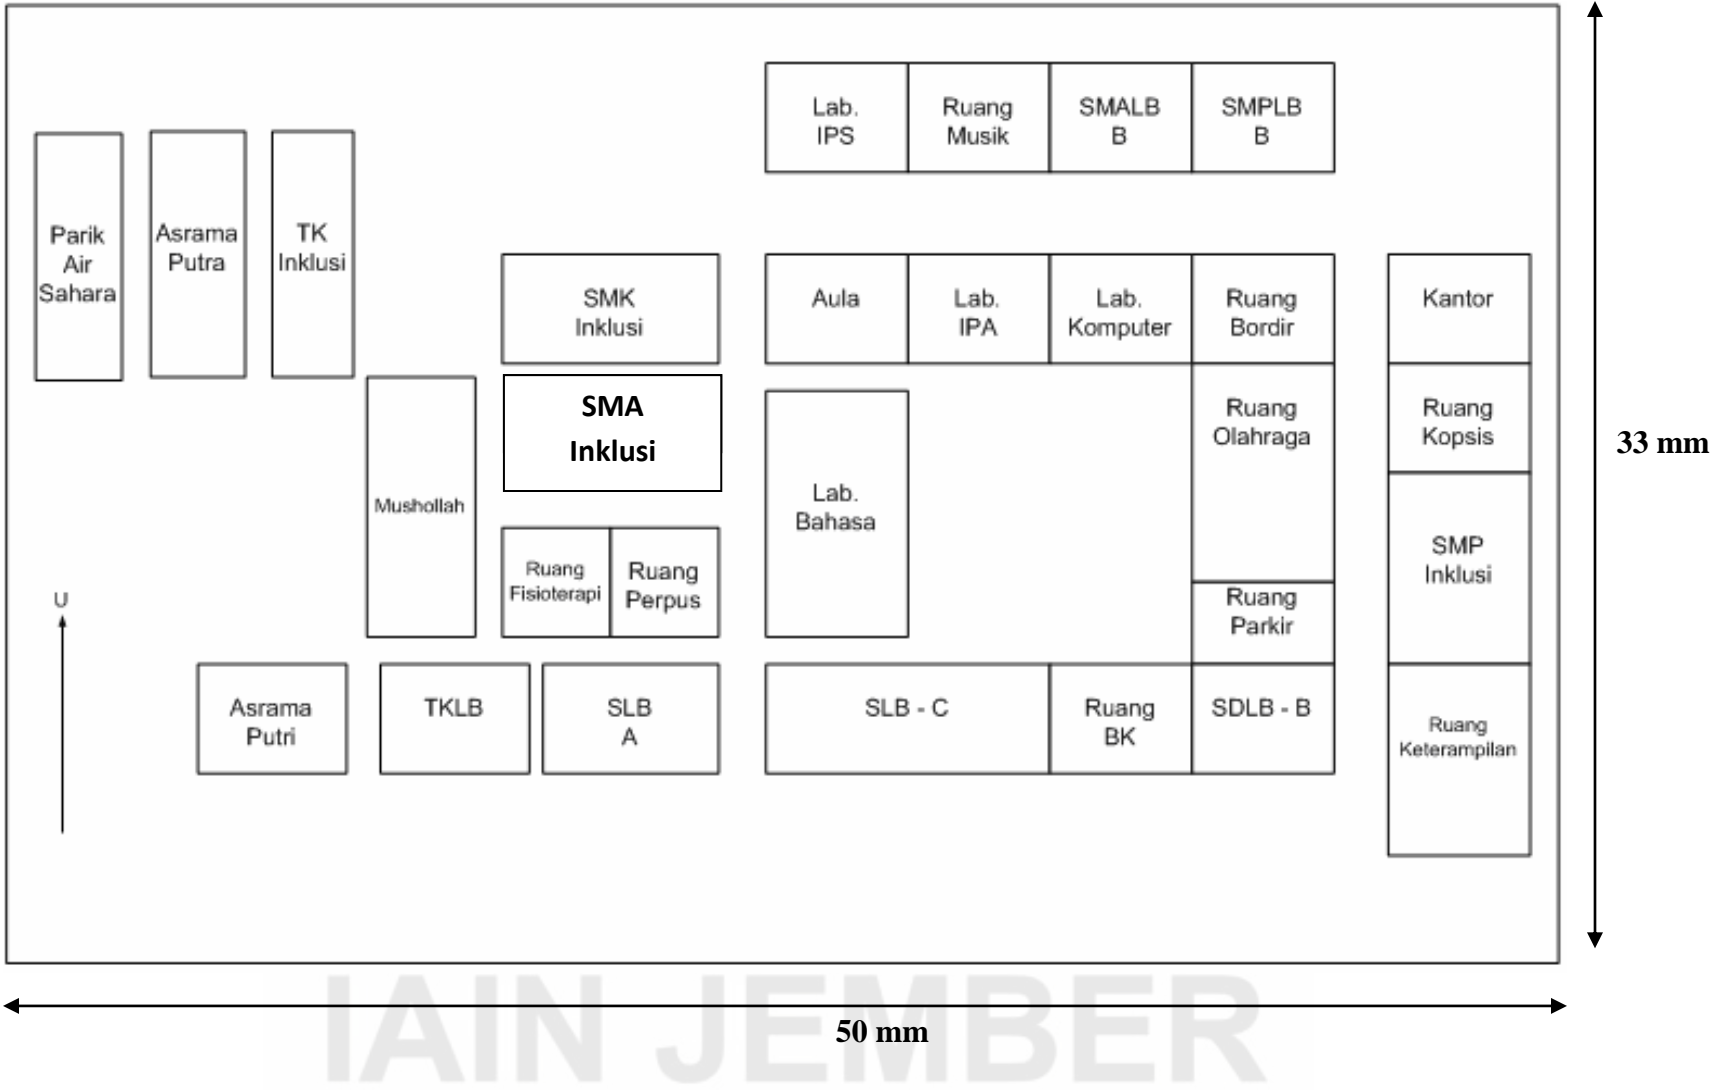 Lab.
IPS
Ruang
Musik
SMALB
B
SMPLB
B
Parik
Air
Sahara
Asrama
Putra
TK
Inklusi
SMK
Inklusi
Aula
Lab.
IPA
Lab.
Komputer
Ruang
Bordir
Kantor
SMA
Inklusi
Ruang
Olahraga
Ruang
Kopsis
33 mm
Mushollah
Lab.
Bahasa
SMP
Inklusi
Ruang
Fisioterapi
Ruang
Perpus
Ruang
Parkir
U
Asrama
Putri
TKLB
SLB
A
SLB - C
Ruang
BK
SDLB - B
Ruang
Keterampilan
50 mm
IAIN JEMBER